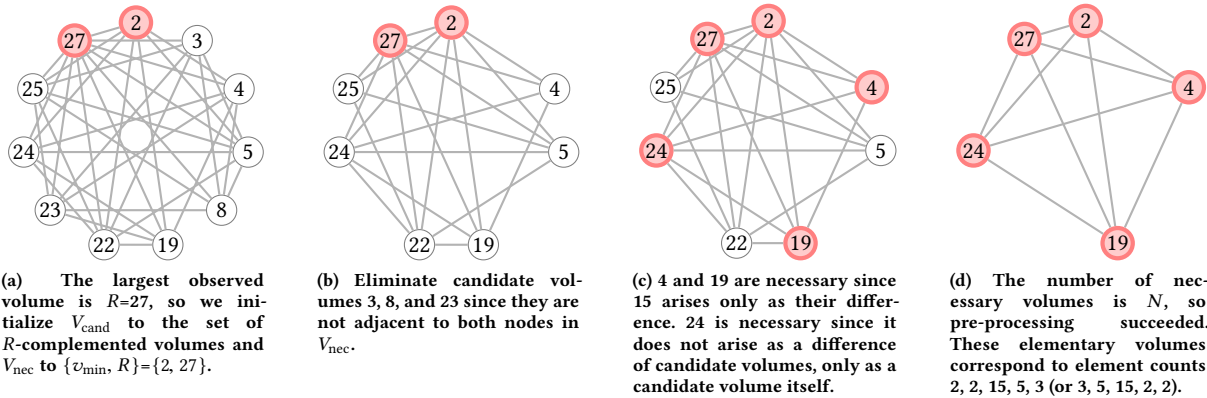 2
27
3
25
4
24
5
23
8
22
19
(a) The largest observed
volume is R=27, so we ini-
tialize Vcand to the set of
R-complemented volumes and
Vnec to {vmin, R}={2, 27}.
2
27
25
4
24
5
22
19
(b) Eliminate candidate vol-
umes 3, 8, and 23 since they are
not adjacent to both nodes in
Vnec.
2
27
25
4
24
5
22
19
(c) 4 and 19 are necessary since
15 arises only as their differ-
ence. 24 is necessary since it
does not arise as a difference
of candidate volumes, only as a
candidate volume itself.
2
27
4
24
19
(d) The number of nec-
essary volumes is N, so
pre-processing succeeded.
These elementary volumes
correspond to element counts
2, 2, 15, 5, 3 (or 3, 5, 15, 2, 2).